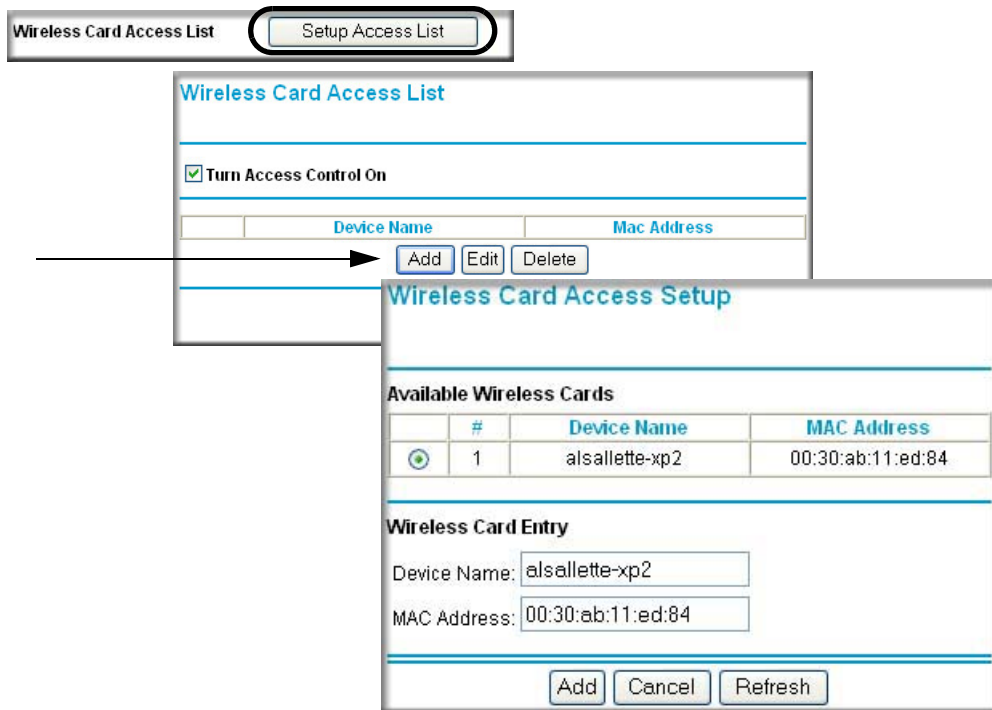 Wireless Card Access List Setup Access List
Wireless Card Access List
Turn Access Control On
Device Name Mac Address
Add Edit Delete
Wireless Card Access Setup
Available Wireless Cards
# Device Name MAC Address
1 alsallette-xp2 00:30:ab:11:ed:84
Wireless Card Entry
Device Name: alsallette-xp2
MAC Address: 00:30:ab:11:ed:84
Add Cancel Refresh